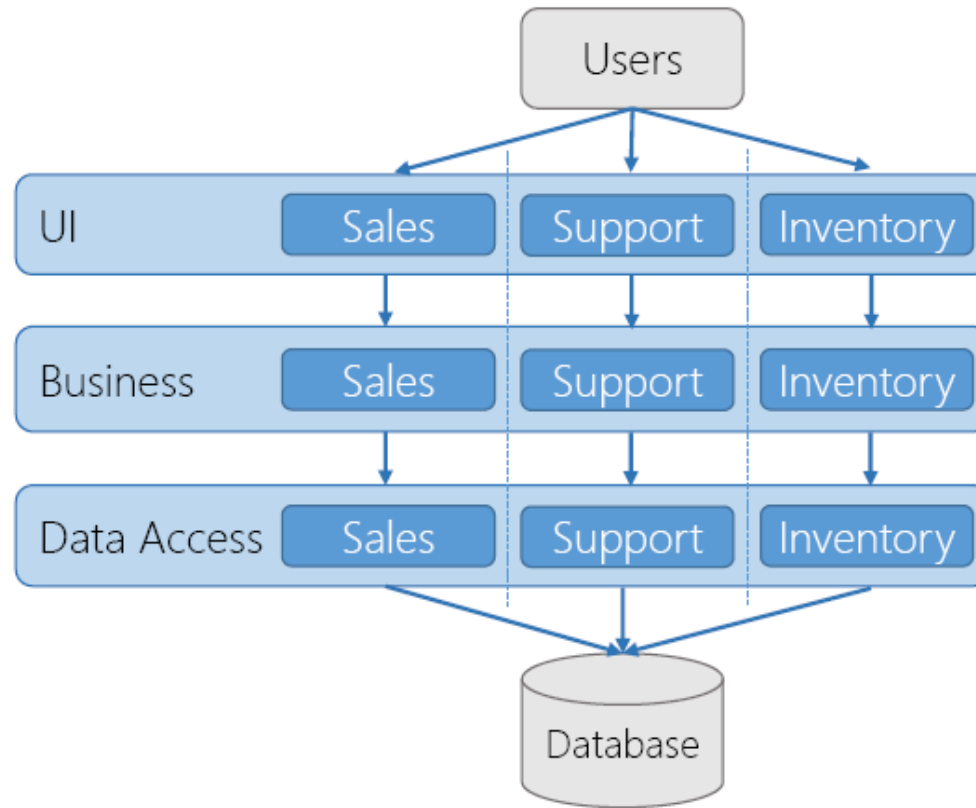 Users
UI
Sales
Support
Inventory
Business
Sales
Support
Inventory
Data Access
Sales
Support
Inventory
Database